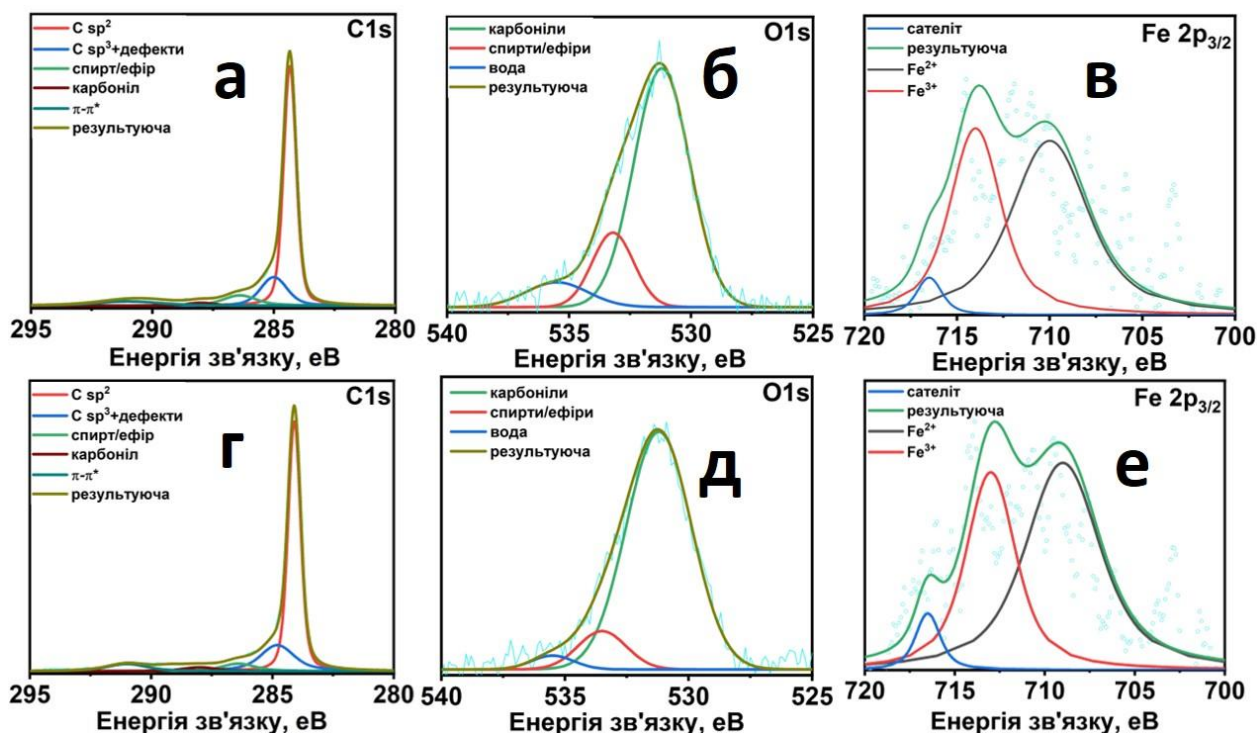 C1s
C sp²
C sp³+дефекти
спирт/ефір
карбоніл
π-π*
результуюча
а
295 290 285 280
Енергія зв'язку, еВ
O1s
карбоніли
спирти/ефіри
вода
результуюча
б
540 535 530 525
Енергія зв'язку, еВ
Fe 2p₃/₂
сателіт
результуюча
Fe²⁺
Fe³⁺
в
720 715 710 705 700
Енергія зв'язку, еВ
C1s
C sp²
C sp³+дефекти
спирт/ефір
карбоніл
π-π*
результуюча
г
295 290 285 280
Енергія зв'язку, еВ
O1s
карбоніли
спирти/ефіри
вода
результуюча
д
540 535 530 525
Енергія зв'язку, еВ
Fe 2p₃/₂
сателіт
результуюча
Fe²⁺
Fe³⁺
е
720 715 710 705 700
Енергія зв'язку, еВ